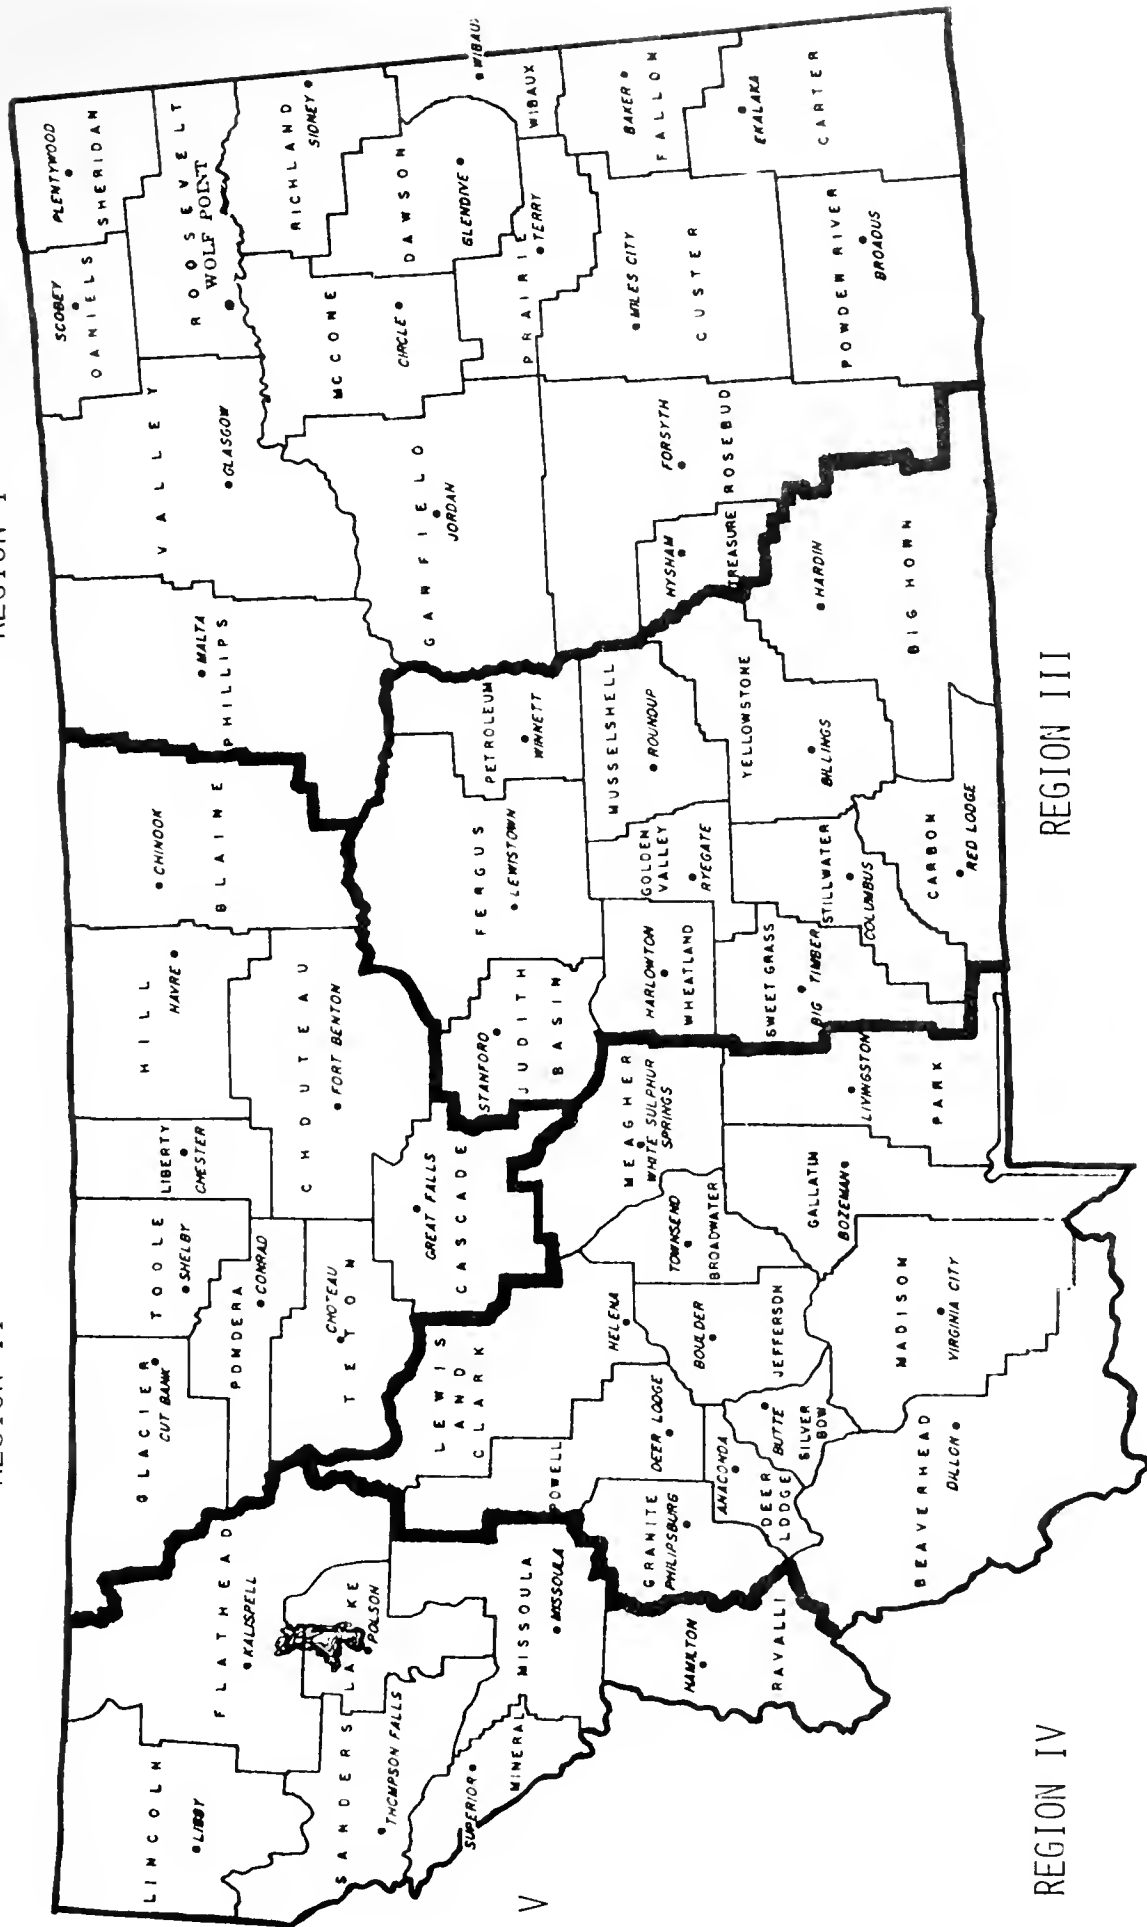 REGION I
REGION II
REGION III
REGION IV
V
LINCOLN
LIBBY
FLATHEAD
KALISPELL
SANDERS
THOMPSON FALLS
LAKE
POLSON
MINERAL
SUPERIOR
MISSOULA
MISSOULA
RAVALLI
HAMILTON
GLACIER
CUT BANK
TOOLE
SHELBY
PONDERA
CONRAD
TETON
CHOTEAU
LIBERTY
CHESTER
HILL
HAVRE
CHOUTEAU
FORT BENTON
CASCADE
GREAT FALLS
BLAINE
CHINOOK
LEWIS
AND
CLARK
HELENA
POWELL
DEER LODGE
GRANITE
PHILIPSBURG
DEER
LODGE
ANACONDA
SILVER
BOW
BUTTE
JEFFERSON
BOULDER
BROADWATER
TOWNSEND
MEAGHER
WHITE SULPHUR
SPRINGS
GALLATIN
BOZEMAN
PARK
LIVINGSTON
MADISON
VIRGINIA CITY
BEAVERHEAD
DILLON
JUDITH
BASIN
STANFORD
FERGUS
LEWISTOWN
PETROLEUM
WINNETT
WHEATLAND
HARLOWTON
GOLDEN
VALLEY
RYEGATE
MUSSELSHELL
ROUNDUP
SWEET GRASS
BIG TIMBER
STILLWATER
COLUMBUS
YELLOWSTONE
BILLINGS
CARBON
RED LODGE
BIG HORN
HARDIN
PHILLIPS
MALTA
VALLEY
GLASGOW
DANIELS
SCOBEY
SHERIDAN
PLENTYWOOD
ROOSEVELT
WOLF POINT
RICHLAND
SIDNEY
MCCONE
CIRCLE
DAWSON
GLENDIVE
WIBAUX
WIBAU
GARFIELD
JORDAN
PRAIRIE
TERRY
FALLON
BAKER
CARTER
EKALAKA
CUSTER
MILES CITY
POWDEN RIVER
BROADUS
ROSEBUD
FORSYTH
TREASURE
HYSHAM